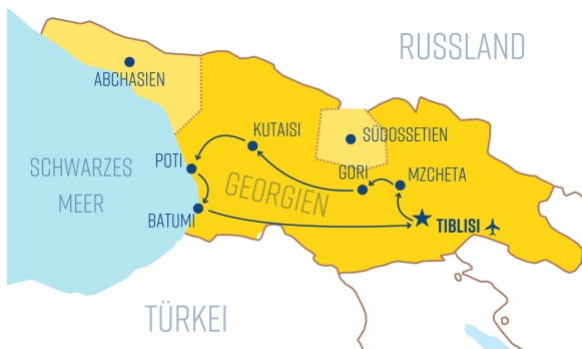 RUSSLAND
ABCHASIEN
KUTAISI
SÜDOSSETIEN
SCHWARZES
MEER
POTI
GORI
MZCHETA
GEORGIEN
BATUMI
TIBLISI
TÜRKEI